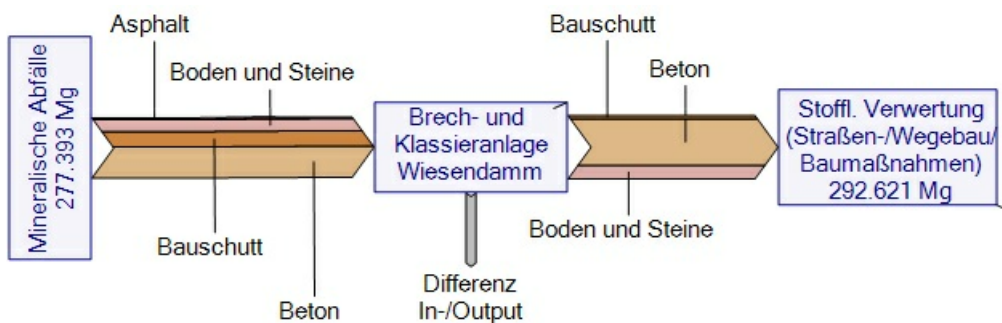 Mineralische Abfälle
277.393 Mg
Asphalt
Boden und Steine
Bauschutt
Beton
Brech- und
Klassieranlage
Wiesendamm
Differenz
In-/Output
Bauschutt
Beton
Boden und Steine
Stoffl. Verwertung
(Straßen-/Wegebau/
Baumaßnahmen)
292.621 Mg